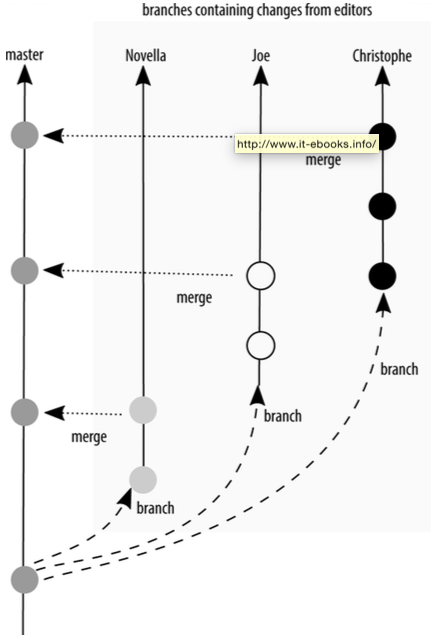 branches containing changes from editors
master
Novella
Joe
Christophe
http://www.it-ebooks.info/
merge
merge
branch
branch
merge
branch